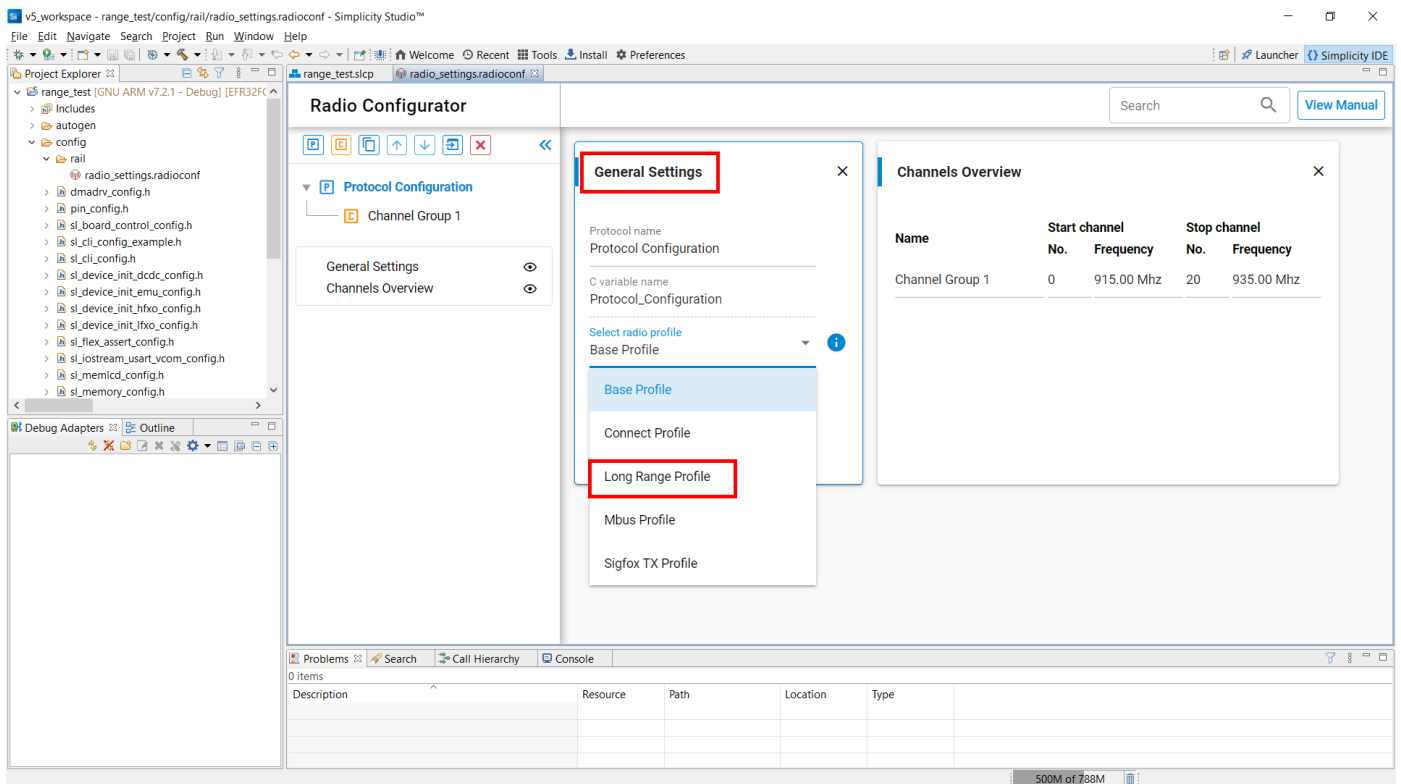 v5_workspace - range_test/config/rail/radio_settings.radioconf - Simplicity Studio™
File Edit Navigate Search Project Run Window Help
Welcome Recent Tools Install Preferences
Launcher {} Simplicity IDE
Project Explorer
range_test [GNU ARM v7.2.1 - Debug] [EFR32F
Includes
autogen
config
rail
radio_settings.radioconf
dmadrv_config.h
pin_config.h
sl_board_control_config.h
sl_cli_config_example.h
sl_cli_config.h
sl_device_init_dcdc_config.h
sl_device_init_emu_config.h
sl_device_init_hfxo_config.h
sl_device_init_lfxo_config.h
sl_flex_assert_config.h
sl_iostream_usart_vcom_config.h
sl_memlcd_config.h
sl_memory_config.h
Debug Adapters Outline
range_test.slcp radio_settings.radioconf
Radio Configurator
Search
View Manual
P C
P Protocol Configuration
C Channel Group 1
General Settings
Channels Overview
General Settings
Protocol name
Protocol Configuration
C variable name
Protocol_Configuration
Select radio profile
Base Profile
Base Profile
Connect Profile
Long Range Profile
Mbus Profile
Sigfox TX Profile
Channels Overview
Start channel Stop channel
Name No. Frequency No. Frequency
Channel Group 1 0 915.00 Mhz 20 935.00 Mhz
Problems Search Call Hierarchy Console
0 items
Description Resource Path Location Type
500M of 788M